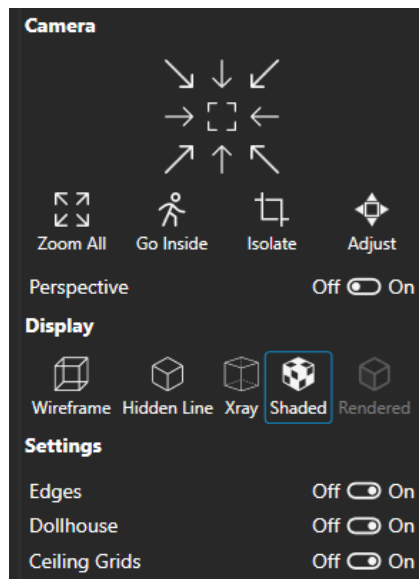 Camera
Zoom All Go Inside Isolate Adjust
Perspective Off On
Display
Wireframe Hidden Line Xray Shaded Rendered
Settings
Edges Off On
Dollhouse Off On
Ceiling Grids Off On